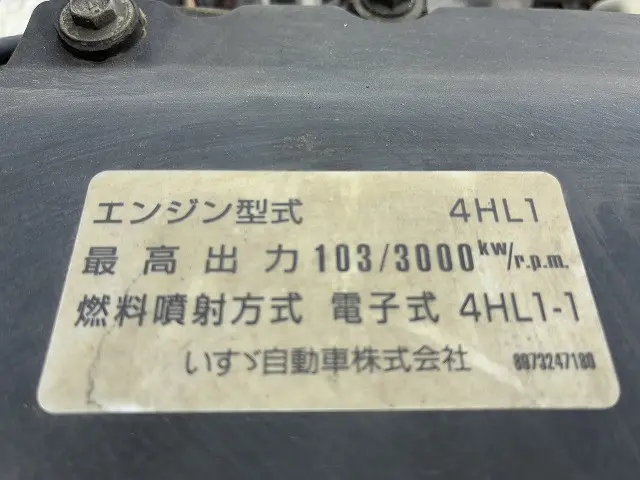 エンジン型式 4HL1
最高出力 103/3000 kW/r.p.m.
燃料噴射方式 電子式 4HL1-1
いすゞ自動車株式会社 8973247180